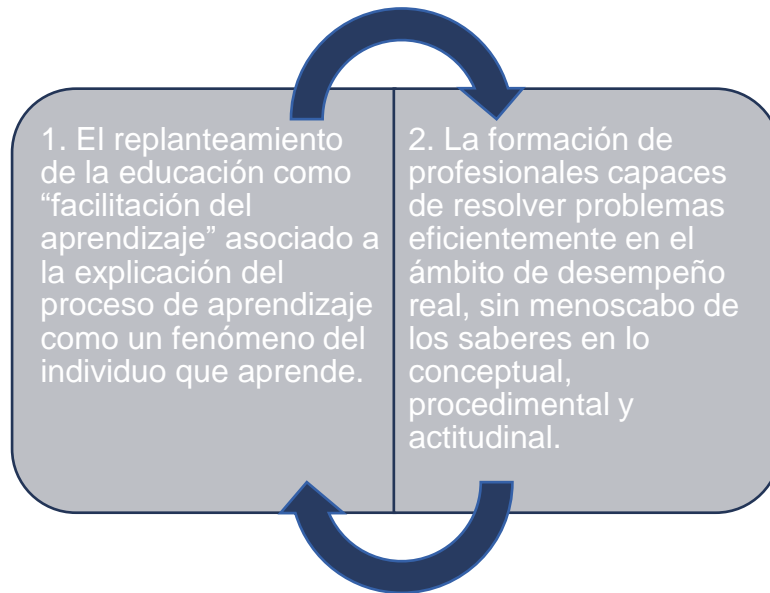 1. El replanteamiento
de la educación como
“facilitación del
aprendizaje” asociado a
la explicación del
proceso de aprendizaje
como un fenómeno del
individuo que aprende.
2. La formación de
profesionales capaces
de resolver problemas
eficientemente en el
ámbito de desempeño
real, sin menoscabo de
los saberes en lo
conceptual,
procedimental y
actitudinal.